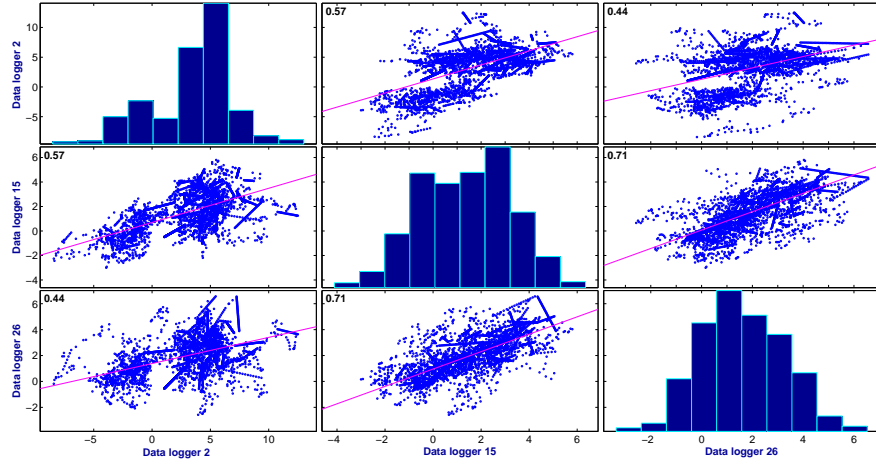 0.57
0.44
10
5
0
−5
Data logger 2
0.57
0.71
6
4
2
0
−2
−4
Data logger 15
0.44
0.71
6
4
2
0
−2
Data logger 26
−5 0 5 10
−4 −2 0 2 4 6
−2 0 2 4 6
Data logger 2
Data logger 15
Data logger 26